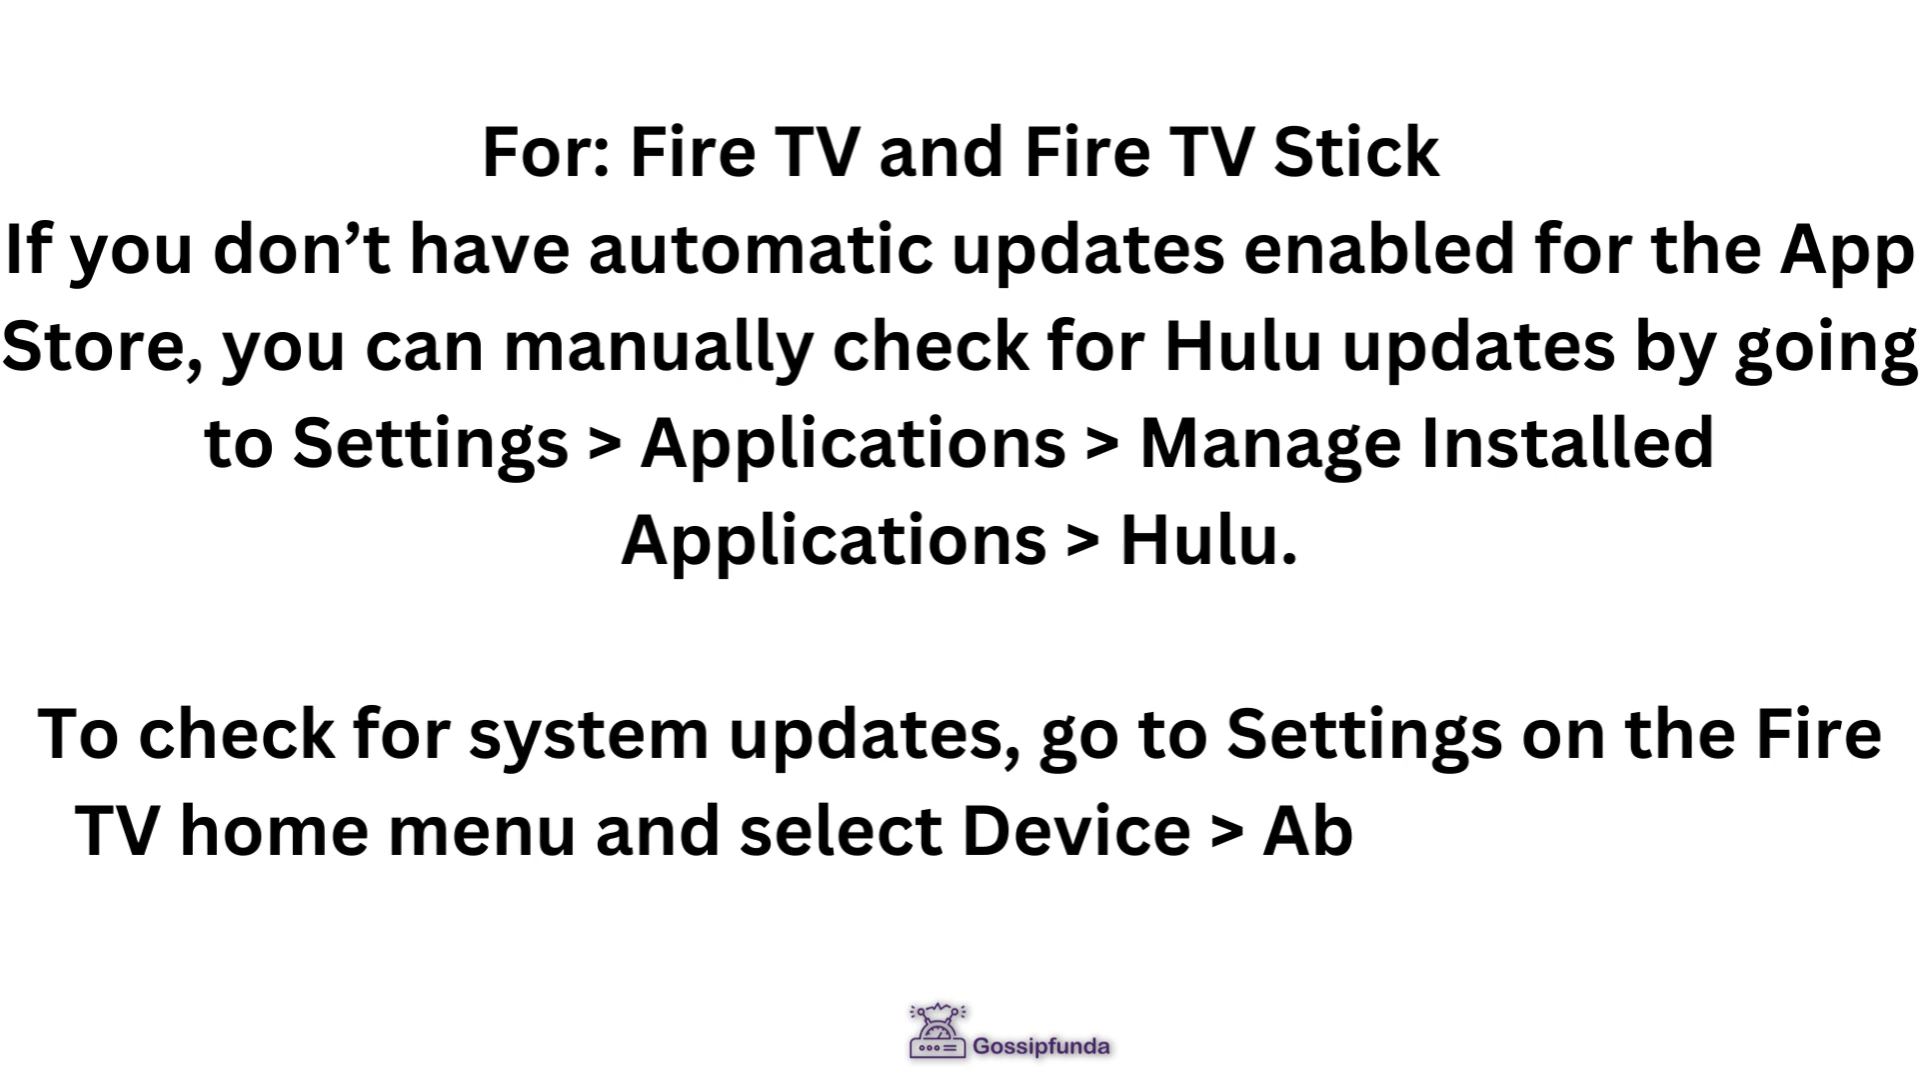 For: Fire TV and Fire TV Stick
If you don’t have automatic updates enabled for the App
Store, you can manually check for Hulu updates by going
to Settings > Applications > Manage Installed
Applications > Hulu.
To check for system updates, go to Settings on the Fire
TV home menu and select Device > Ab
Gossipfunda